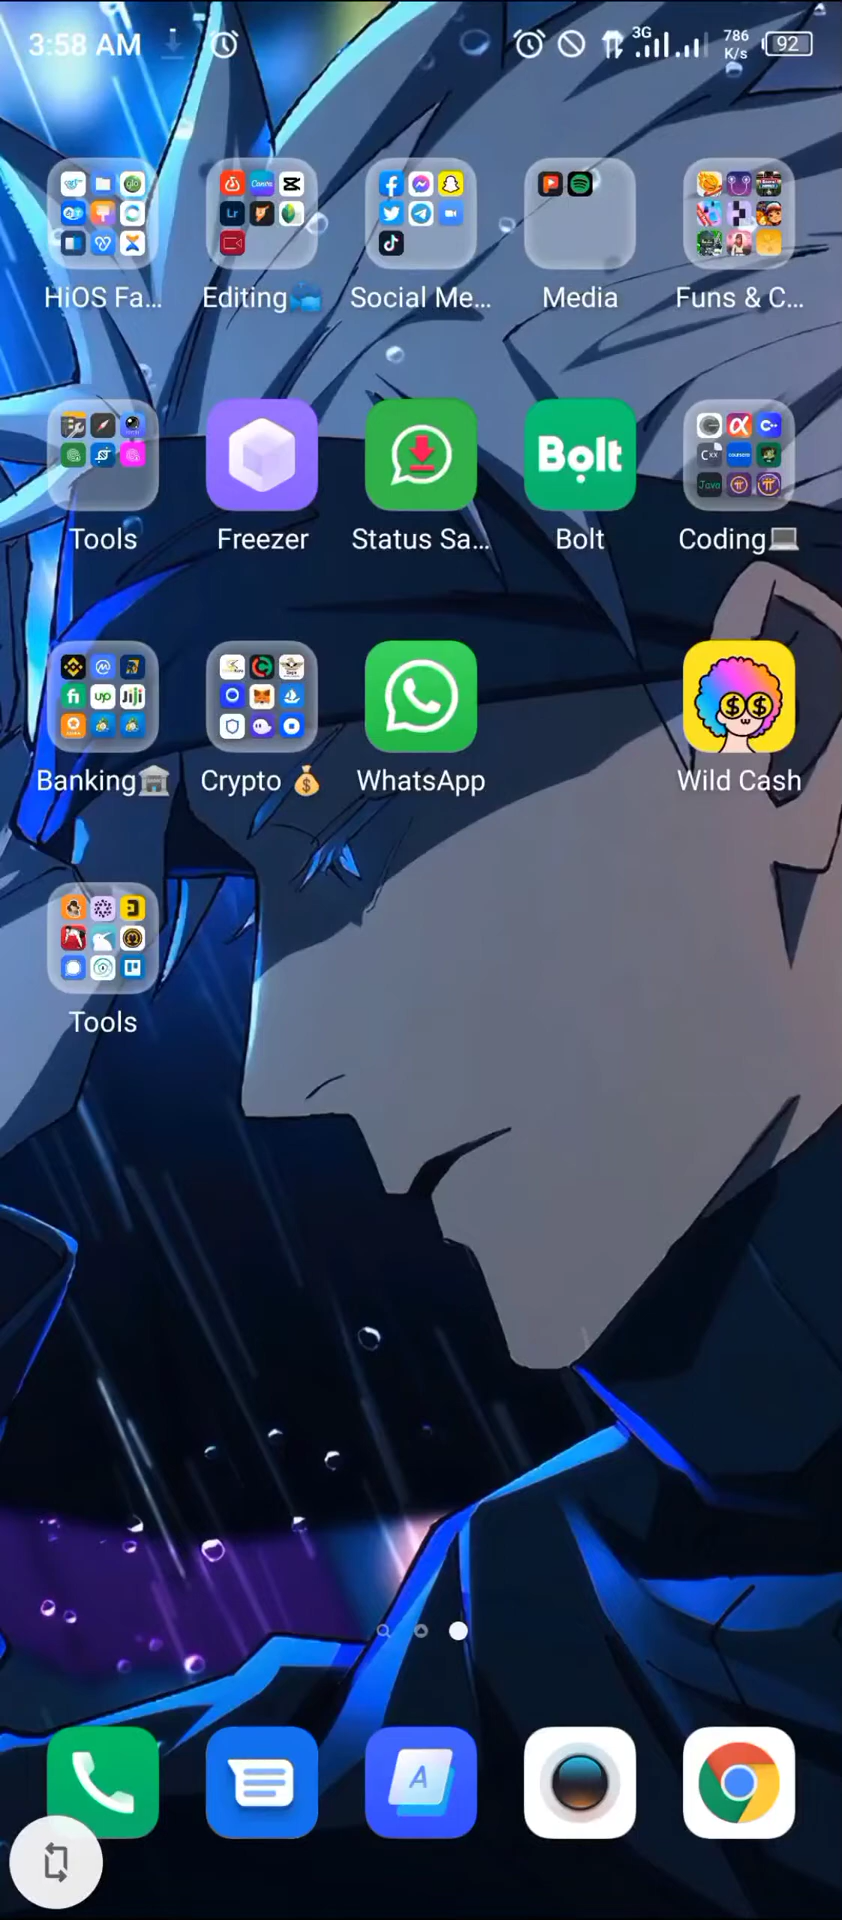 3:58 AM 3G 786 K/s 92
HiOS Fa... Editing Social Me... Media Funs & C...
Bolt
Tools Freezer Status Sa... Bolt Coding
Banking Crypto WhatsApp Wild Cash
Tools
A